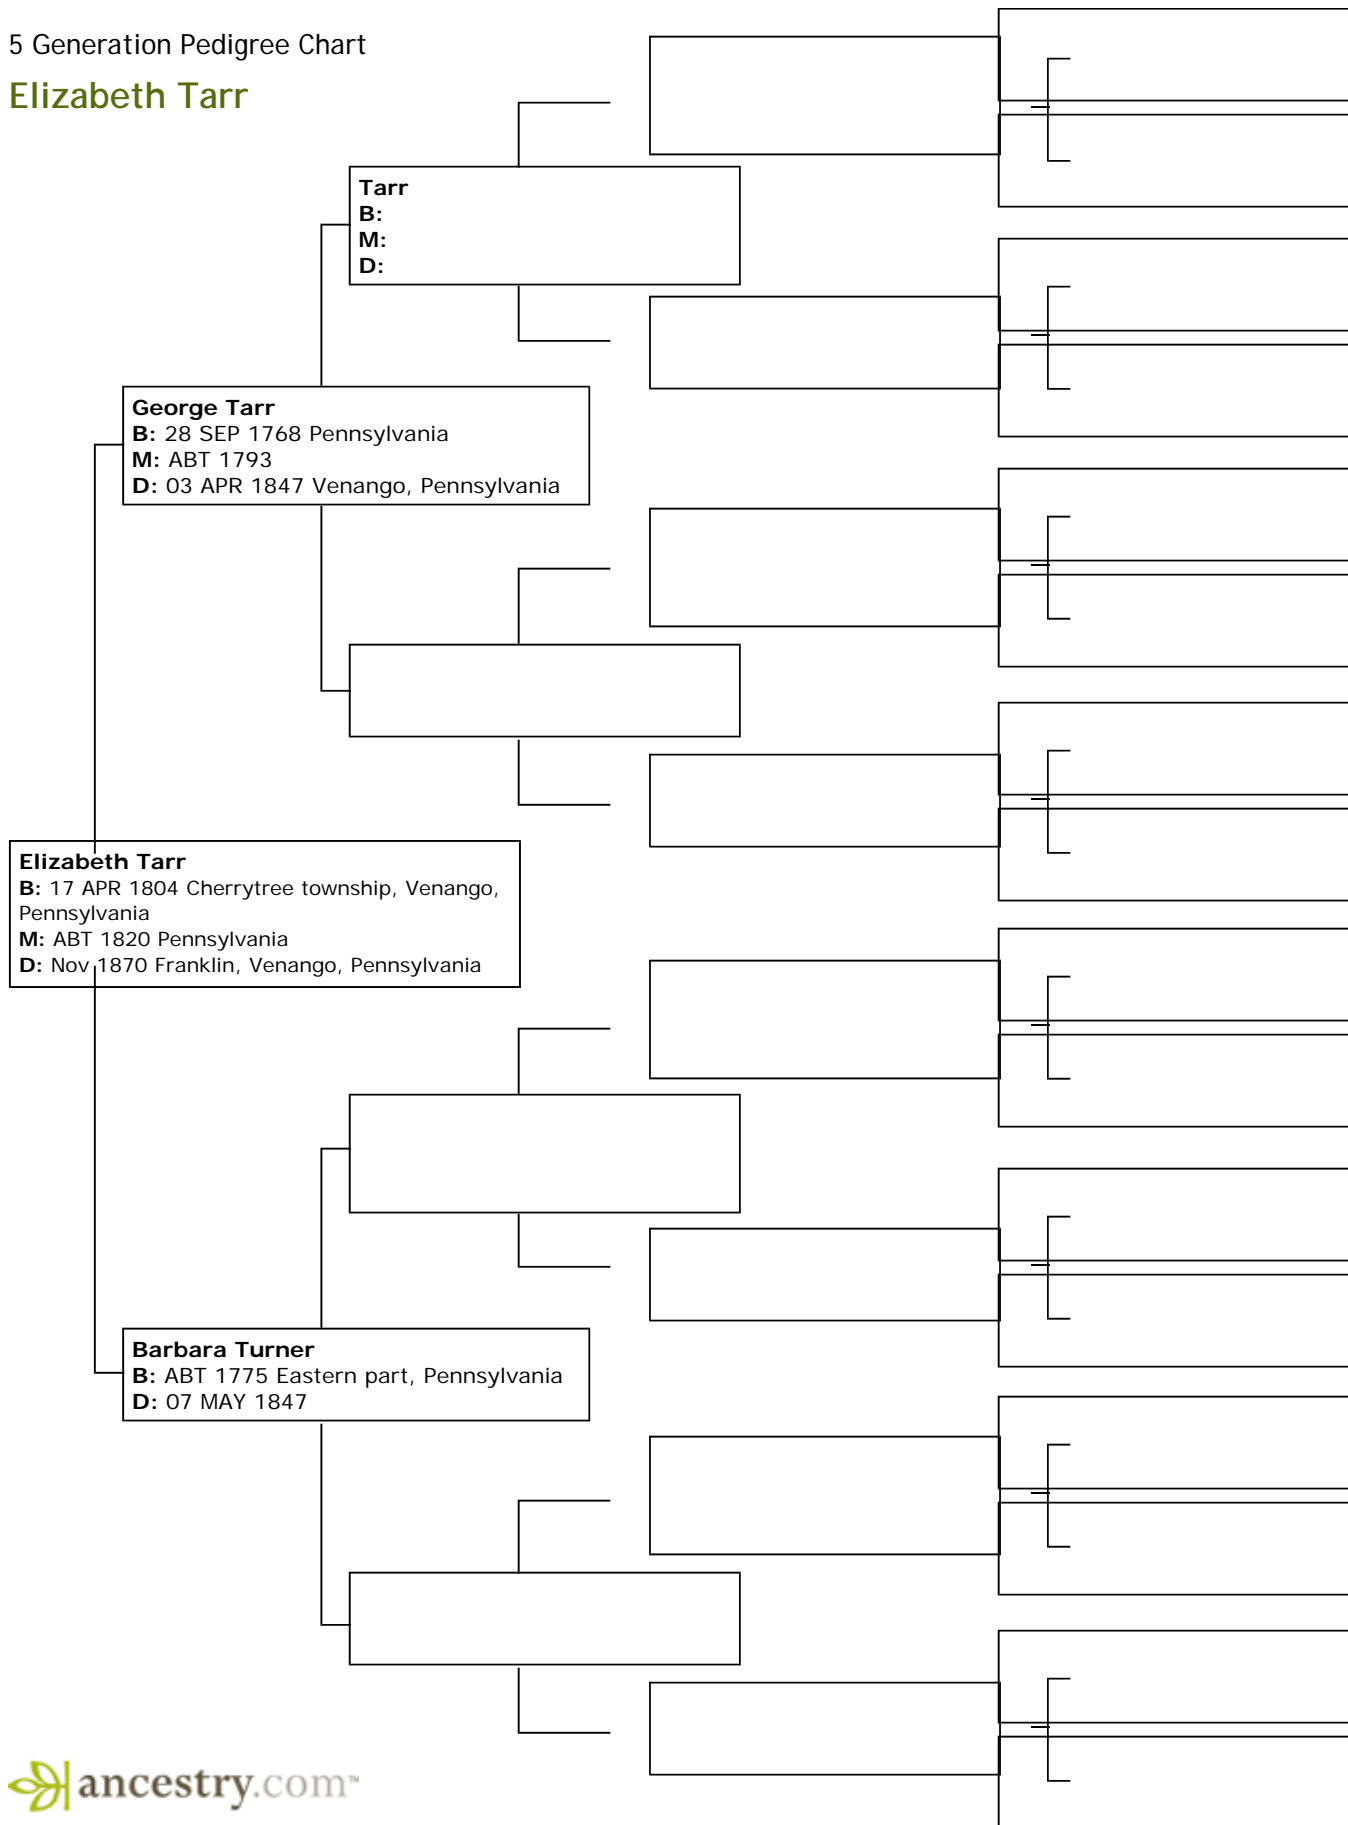 5 Generation Pedigree Chart
Elizabeth Tarr
Tarr
B:
M:
D:
George Tarr
B: 28 SEP 1768 Pennsylvania
M: ABT 1793
D: 03 APR 1847 Venango, Pennsylvania
Elizabeth Tarr
B: 17 APR 1804 Cherrytree township, Venango,
Pennsylvania
M: ABT 1820 Pennsylvania
D: Nov 1870 Franklin, Venango, Pennsylvania
Barbara Turner
B: ABT 1775 Eastern part, Pennsylvania
D: 07 MAY 1847
ancestry.com™